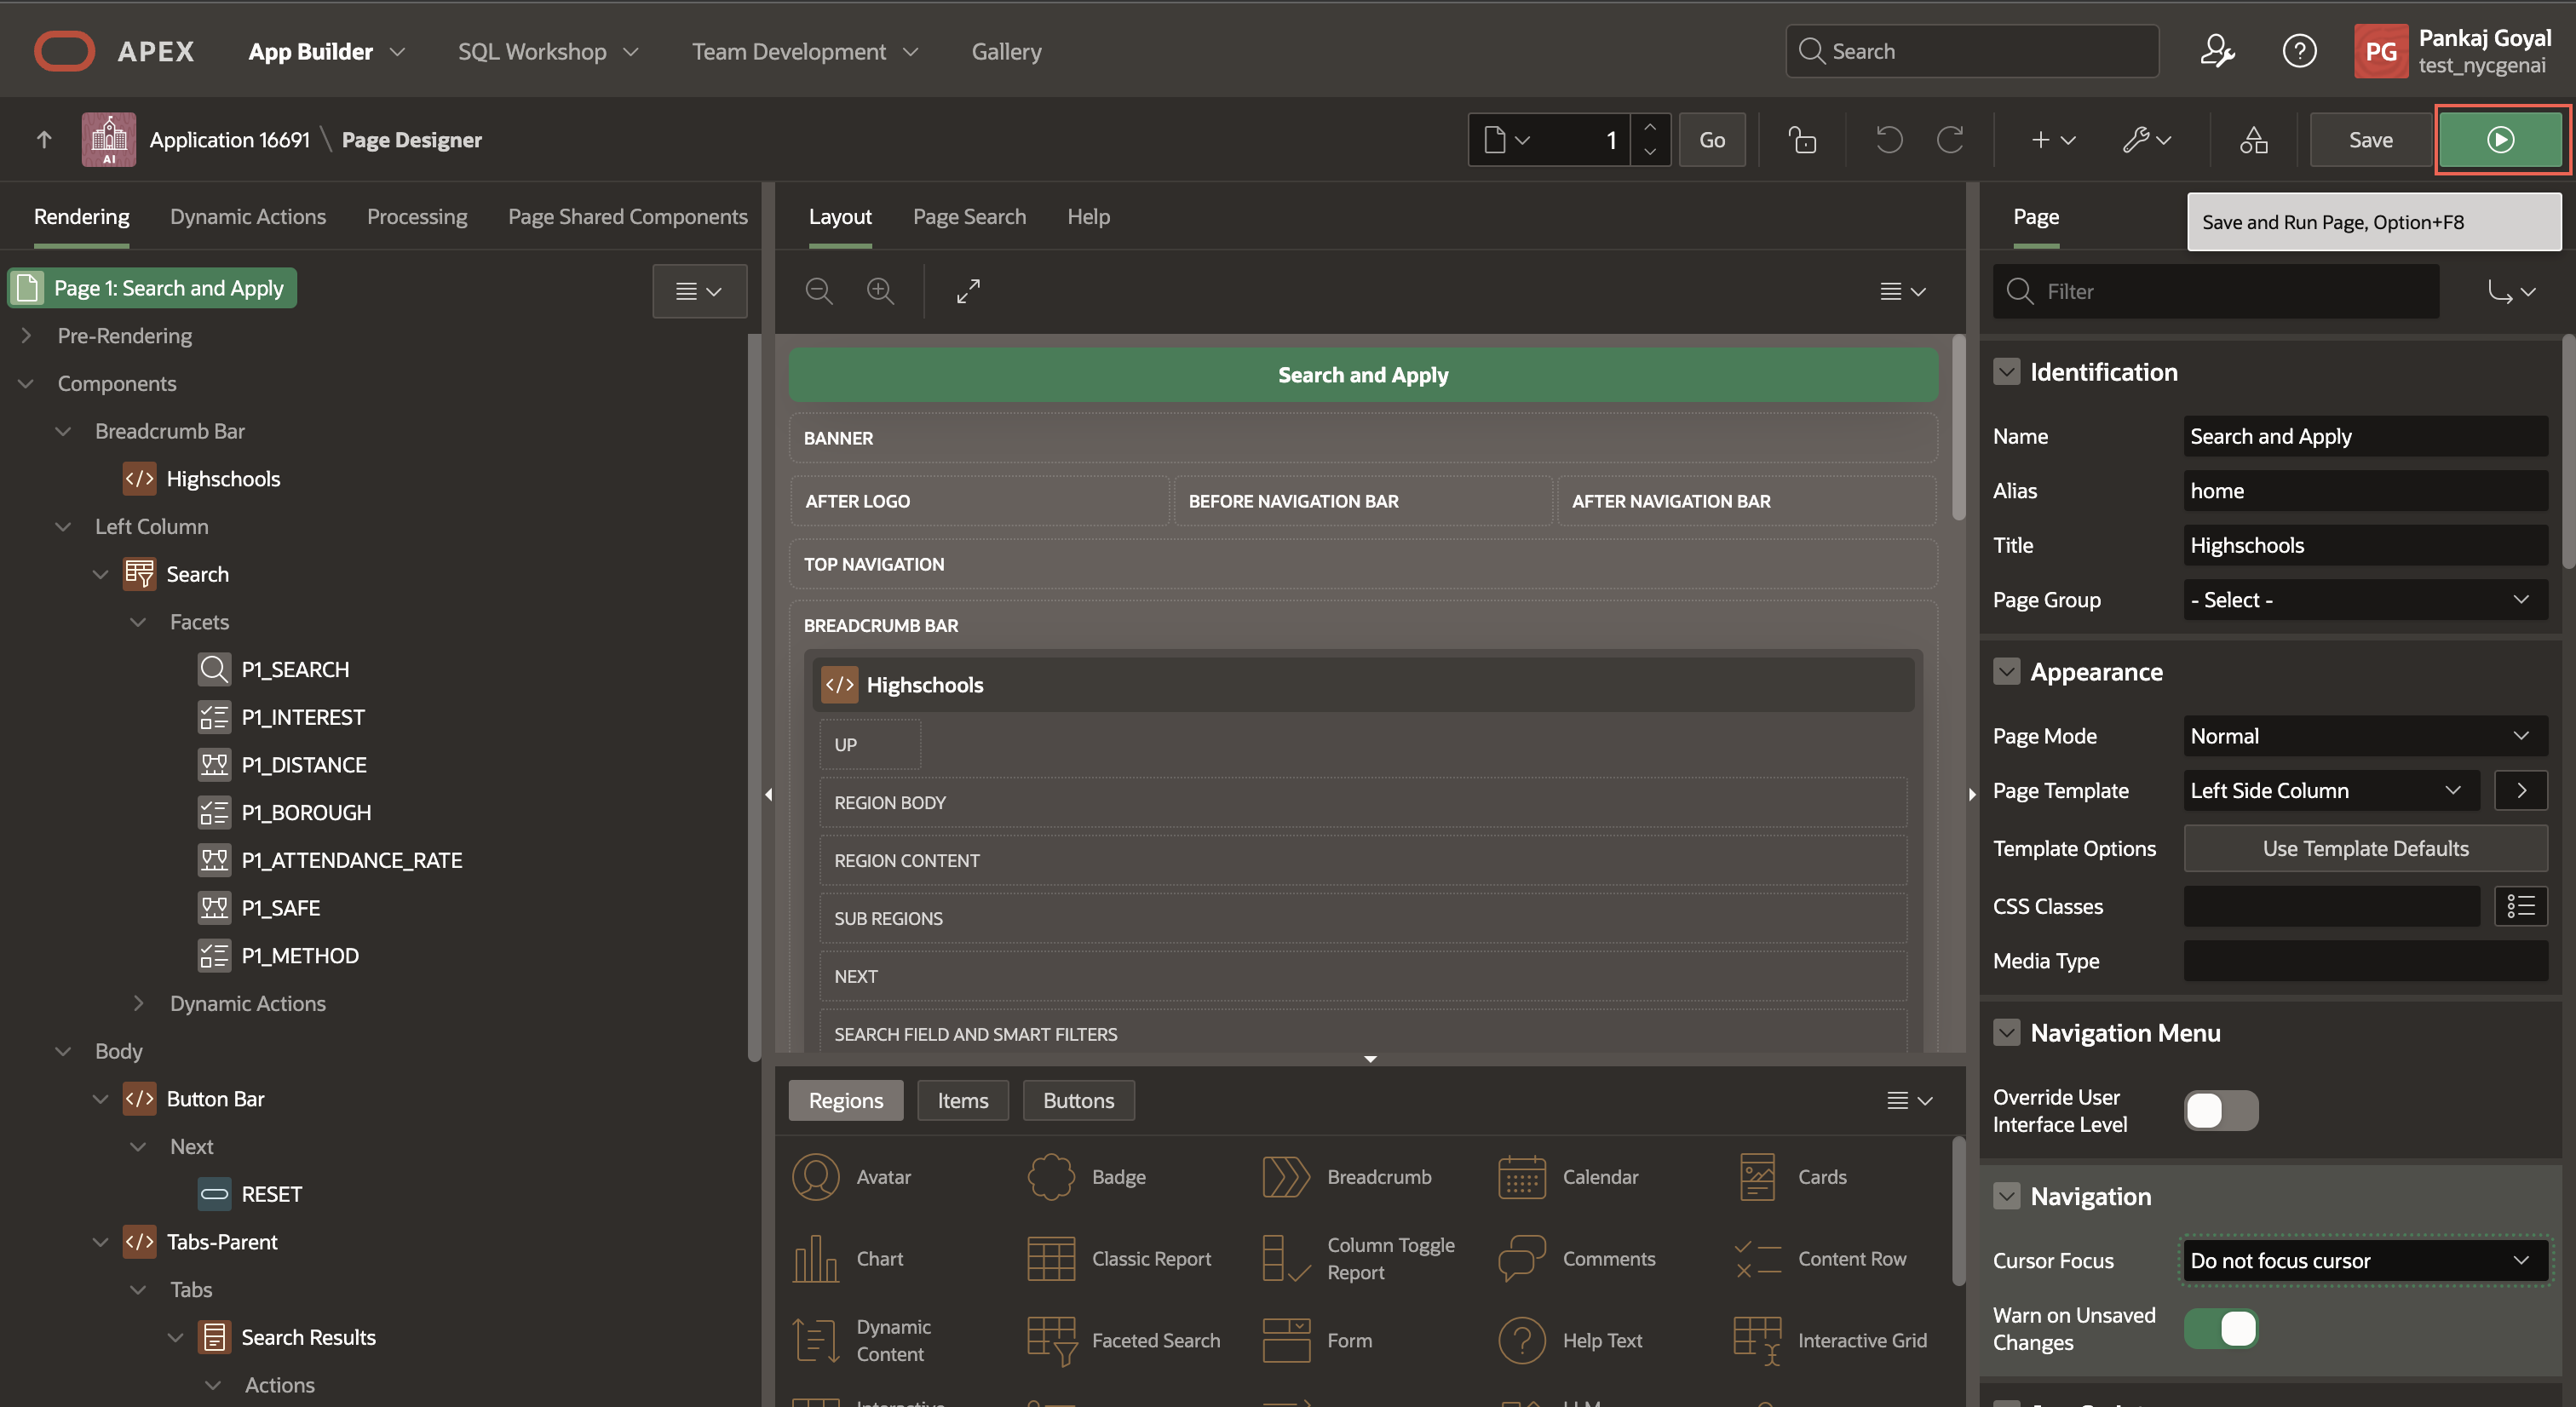 APEX
App Builder
SQL Workshop
Team Development
Gallery
Search
?
PG
Pankaj Goyal
test_nycgenai
AI
Application 16691 \ Page Designer
1
Go
Save
Save and Run Page, Option+F8
Rendering
Dynamic Actions
Processing
Page Shared Components
Page 1: Search and Apply
Pre-Rendering
Components
Breadcrumb Bar
Highschools
Left Column
Search
Facets
P1_SEARCH
P1_INTEREST
P1_DISTANCE
P1_BOROUGH
P1_ATTENDANCE_RATE
P1_SAFE
P1_METHOD
Dynamic Actions
Body
Button Bar
Next
RESET
Tabs-Parent
Tabs
Search Results
Actions
Layout
Page Search
Help
Search and Apply
BANNER
AFTER LOGO
BEFORE NAVIGATION BAR
AFTER NAVIGATION BAR
TOP NAVIGATION
BREADCRUMB BAR
Highschools
UP
REGION BODY
REGION CONTENT
SUB REGIONS
NEXT
SEARCH FIELD AND SMART FILTERS
Regions
Items
Buttons
Avatar
Badge
Breadcrumb
Calendar
Cards
Chart
Classic Report
Column Toggle
Report
Comments
Content Row
Dynamic
Content
Faceted Search
Form
Help Text
Interactive Grid
Page
Filter
Identification
Name
Search and Apply
Alias
home
Title
Highschools
Page Group
- Select -
Appearance
Page Mode
Normal
Page Template
Left Side Column
Template Options
Use Template Defaults
CSS Classes
Media Type
Navigation Menu
Override User
Interface Level
Navigation
Cursor Focus
Do not focus cursor
Warn on Unsaved
Changes